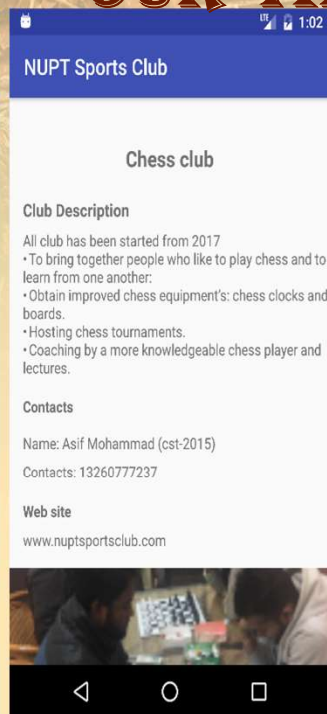 LTE 1:02
NUPT Sports Club
Chess club
Club Description
All club has been started from 2017
• To bring together people who like to play chess and to
learn from one another:
• Obtain improved chess equipment's: chess clocks and
boards.
• Hosting chess tournaments.
• Coaching by a more knowledgeable chess player and
lectures.
Contacts
Name: Asif Mohammad (cst-2015)
Contacts: 13260777237
Web site
www.nuptsportsclub.com